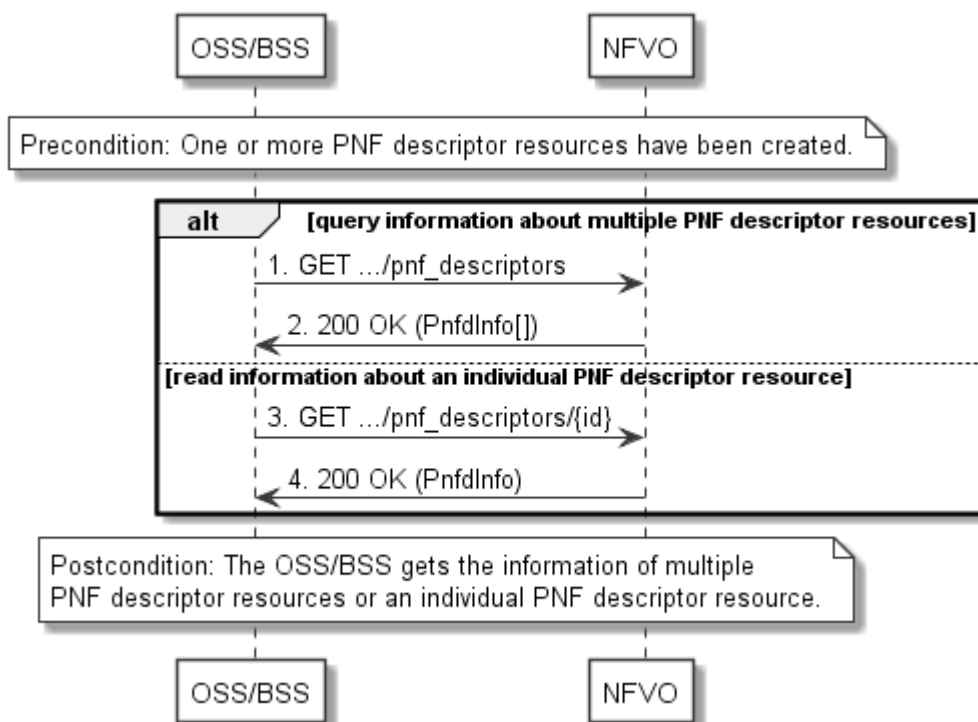 OSS/BSS
NFVO
Precondition: One or more PNF descriptor resources have been created.
alt
[query information about multiple PNF descriptor resources]
1. GET .../pnf_descriptors
2. 200 OK (PnfdInfo[])
[read information about an individual PNF descriptor resource]
3. GET .../pnf_descriptors/{id}
4. 200 OK (PnfdInfo)
Postcondition: The OSS/BSS gets the information of multiple
PNF descriptor resources or an individual PNF descriptor resource.
OSS/BSS
NFVO